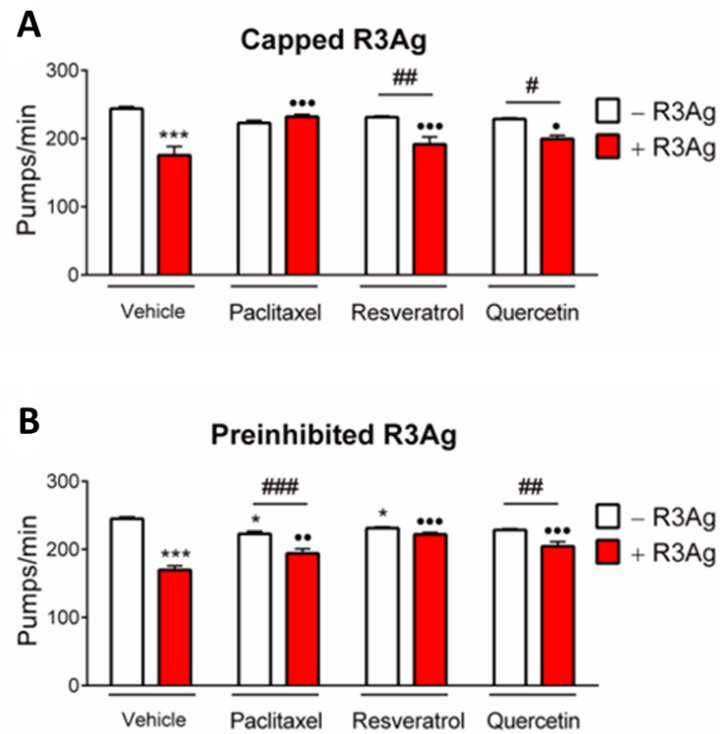 A
Capped R3Ag
Pumps/min
300
200
100
0
***
•••
##
•••
#
•
– R3Ag
+ R3Ag
Vehicle
Paclitaxel
Resveratrol
Quercetin
B
Preinhibited R3Ag
Pumps/min
300
200
100
0
***
###
*
••
*
•••
##
•••
– R3Ag
+ R3Ag
Vehicle
Paclitaxel
Resveratrol
Quercetin